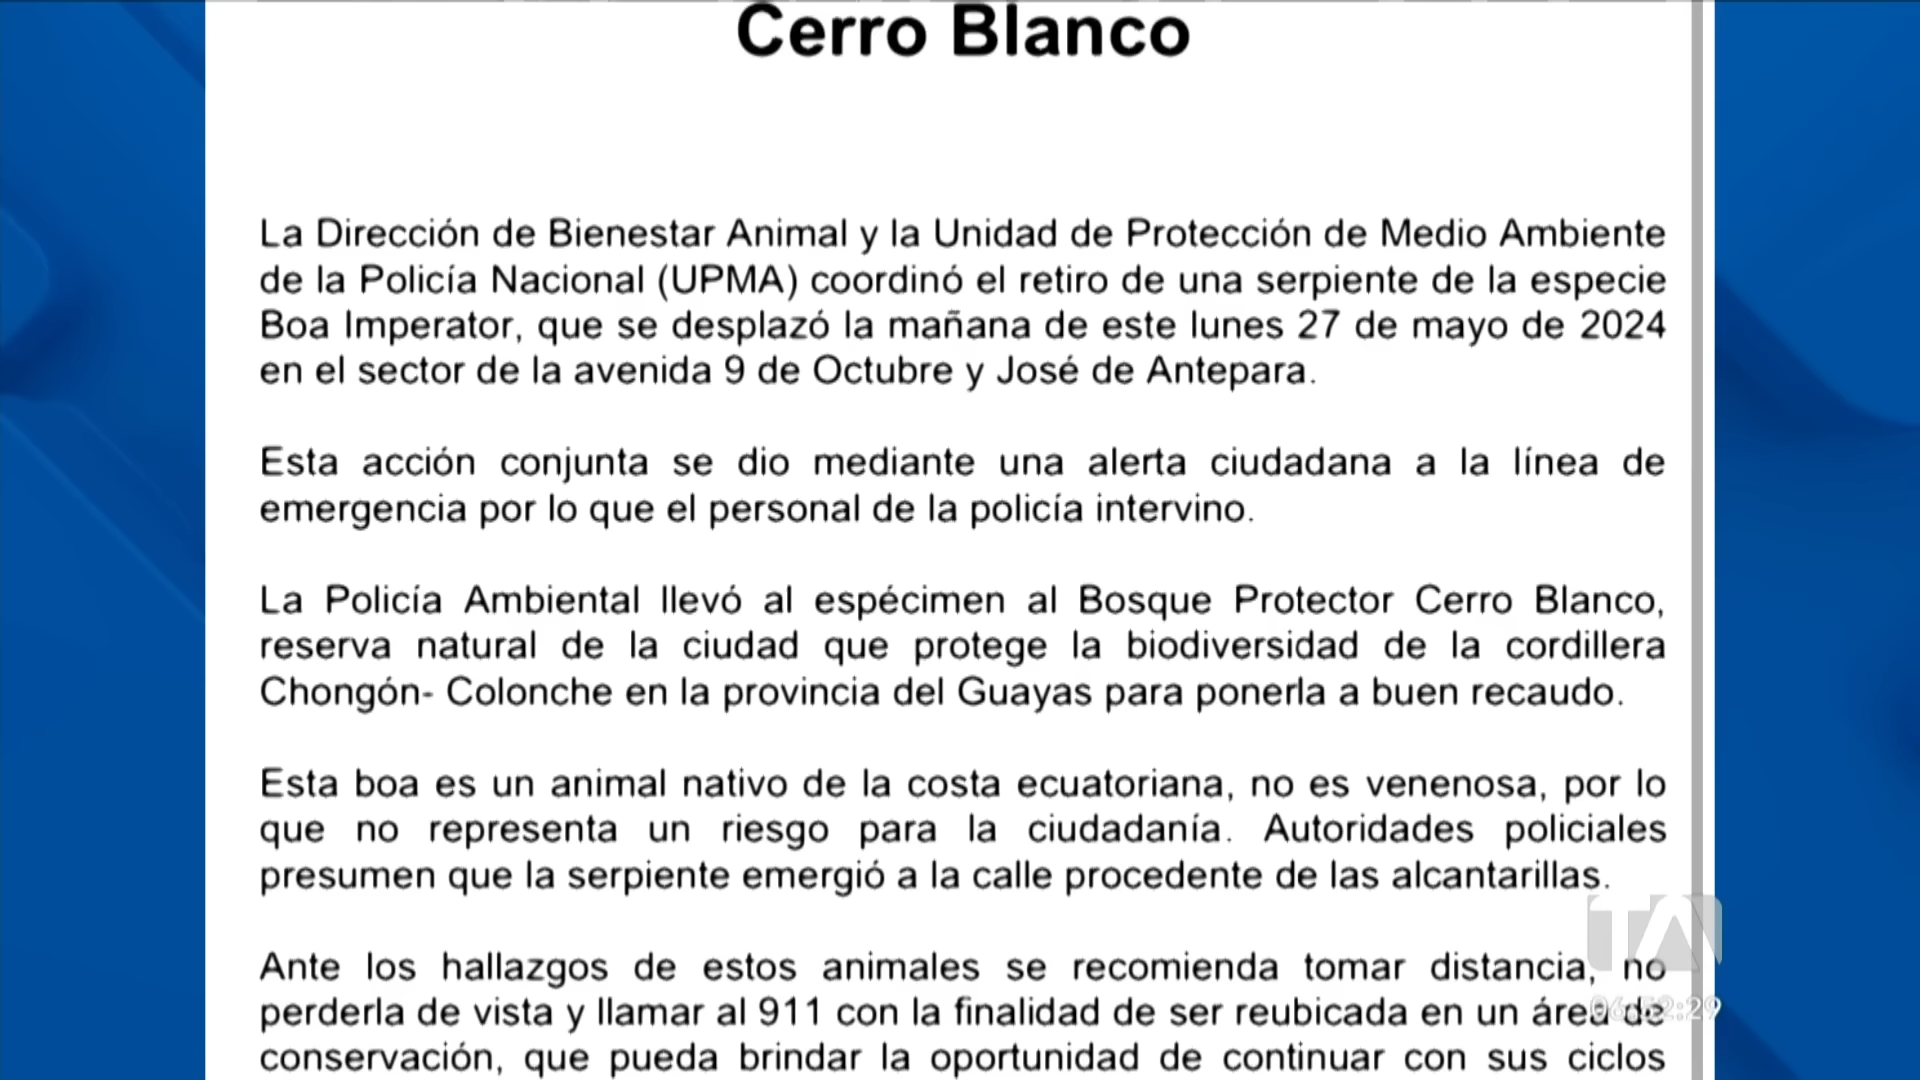 Cerro Blanco
La Dirección de Bienestar Animal y la Unidad de Protección de Medio Ambiente
de la Policía Nacional (UPMA) coordinó el retiro de una serpiente de la especie
Boa Imperator, que se desplazó la mañana de este lunes 27 de mayo de 2024
en el sector de la avenida 9 de Octubre y José de Antepara.
Esta acción conjunta se dio mediante una alerta ciudadana a la línea de
emergencia por lo que el personal de la policía intervino.
La Policía Ambiental llevó al espécimen al Bosque Protector Cerro Blanco,
reserva natural de la ciudad que protege la biodiversidad de la cordillera
Chongón- Colonche en la provincia del Guayas para ponerla a buen recaudo.
Esta boa es un animal nativo de la costa ecuatoriana, no es venenosa, por lo
que no representa un riesgo para la ciudadanía. Autoridades policiales
presumen que la serpiente emergió a la calle procedente de las alcantarillas.
Ante los hallazgos de estos animales se recomienda tomar distancia, no
perderla de vista y llamar al 911 con la finalidad de ser reubicada en un área de
conservación, que pueda brindar la oportunidad de continuar con sus ciclos
TA
06:52:29